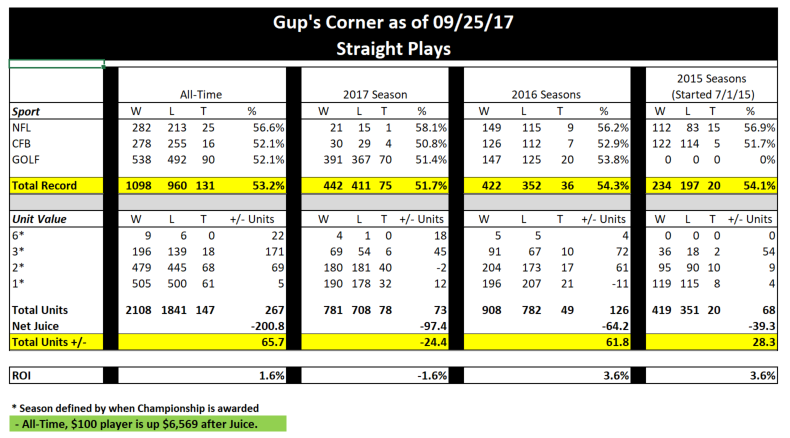 Gup's Corner as of 09/25/17
Straight Plays
2015 Seasons
All-Time 2017 Season 2016 Seasons (Started 7/1/15)
Sport W L T % W L T % W L T % W L T %
NFL 282 213 25 56.6% 21 15 1 58.1% 149 115 9 56.2% 112 83 15 56.9%
CFB 278 255 16 52.1% 30 29 4 50.8% 126 112 7 52.9% 122 114 5 51.7%
GOLF 538 492 90 52.1% 391 367 70 51.4% 147 125 20 53.8% 0 0 0 0%
Total Record 1098 960 131 53.2% 442 411 75 51.7% 422 352 36 54.3% 234 197 20 54.1%
Unit Value W L T +/- Units W L T +/- Units W L T +/- Units W L T +/- Units
6* 9 6 0 22 4 1 0 18 5 5 4 0 0 0 0
3* 196 139 18 171 69 54 6 45 91 67 10 72 36 18 2 54
2* 479 445 68 69 180 181 40 -2 204 173 17 61 95 90 10 9
1* 505 500 61 5 190 178 32 12 196 207 21 -11 119 115 8 4
Total Units 2108 1841 147 267 781 708 78 73 908 782 49 126 419 351 20 68
Net Juice -200.8 -97.4 -64.2 -39.3
Total Units +/- 65.7 -24.4 61.8 28.3
ROI 1.6% -1.6% 3.6% 3.6%
* Season defined by when Championship is awarded
- All-Time, $100 player is up $6,569 after Juice.